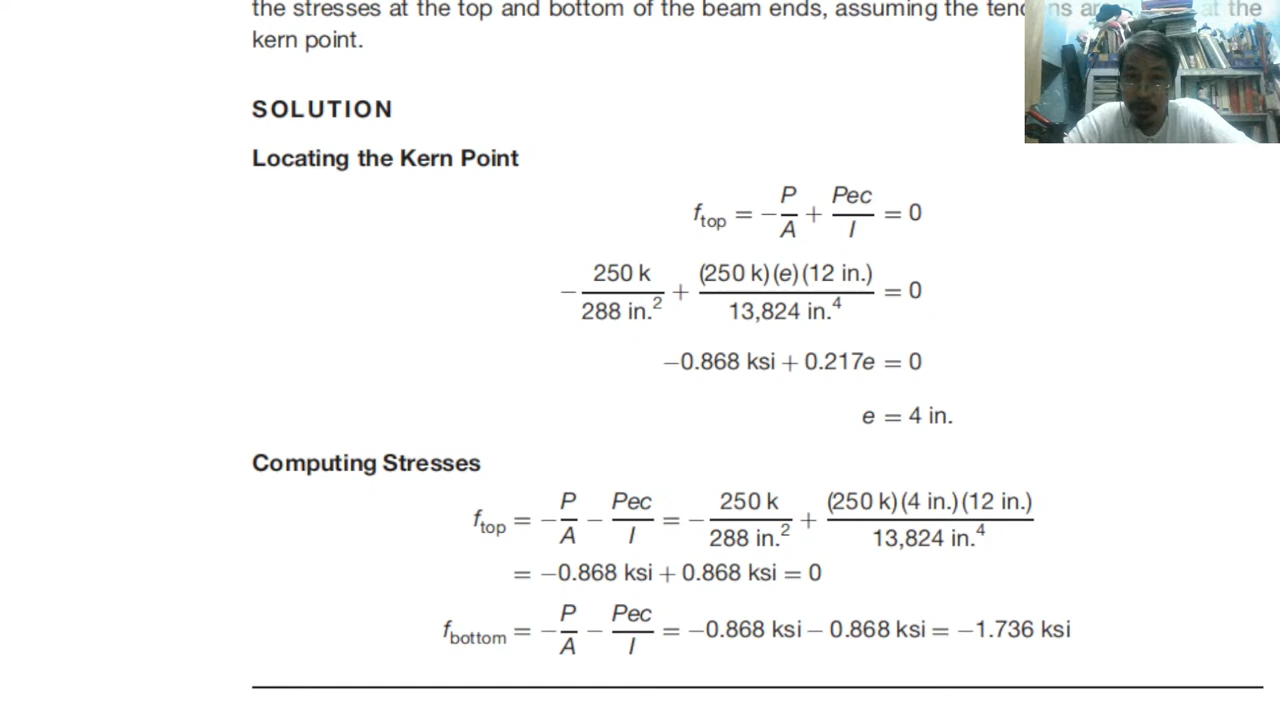 the stresses at the top and bottom of the beam ends, assuming the at the
kern point.
SOLUTION
Locating the Kern Point
f_top = −P/A + Pec/I = 0
−250 k/288 in.² + (250 k)(e)(12 in.)/13,824 in.⁴ = 0
−0.868 ksi + 0.217e = 0
e = 4 in.
Computing Stresses
f_top = −P/A − Pec/I = −250 k/288 in.² + (250 k)(4 in.)(12 in.)/13,824 in.⁴
= −0.868 ksi + 0.868 ksi = 0
f_bottom = −P/A − Pec/I = −0.868 ksi − 0.868 ksi = −1.736 ksi